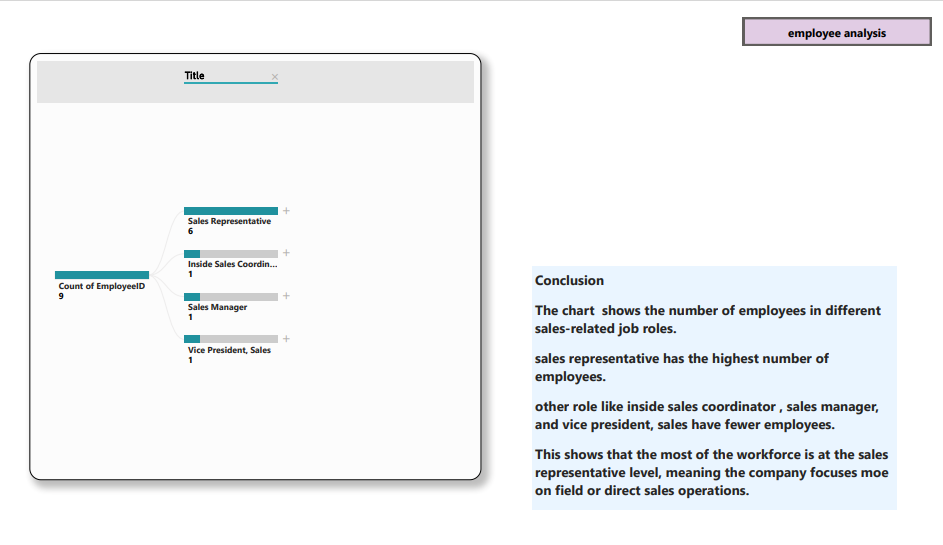 employee analysis
Title
Sales Representative
6
Inside Sales Coordin...
1
Count of EmployeeID
9
Sales Manager
1
Vice President, Sales
1
Conclusion
The chart  shows the number of employees in different
sales-related job roles.
sales representative has the highest number of
employees.
other role like inside sales coordinator , sales manager,
and vice president, sales have fewer employees.
This shows that the most of the workforce is at the sales
representative level, meaning the company focuses moe
on field or direct sales operations.